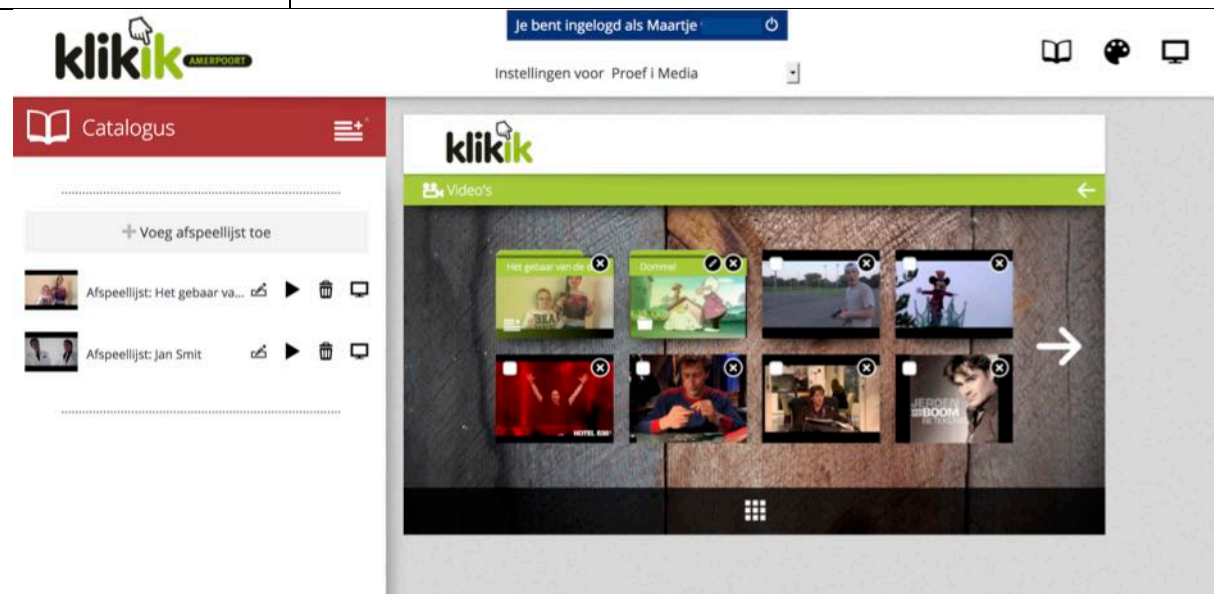 klikik
AMERPOORT
Je bent ingelogd als Maartje
Instellingen voor Proef i Media
Catalogus
Voeg afspeellijst toe
Afspeellijst: Het gebaar va...
Afspeellijst: Jan Smit
klikik
Video's
Het gebaar van de
Dommel
BEAR
HOTEL
JEROEN
BOOM